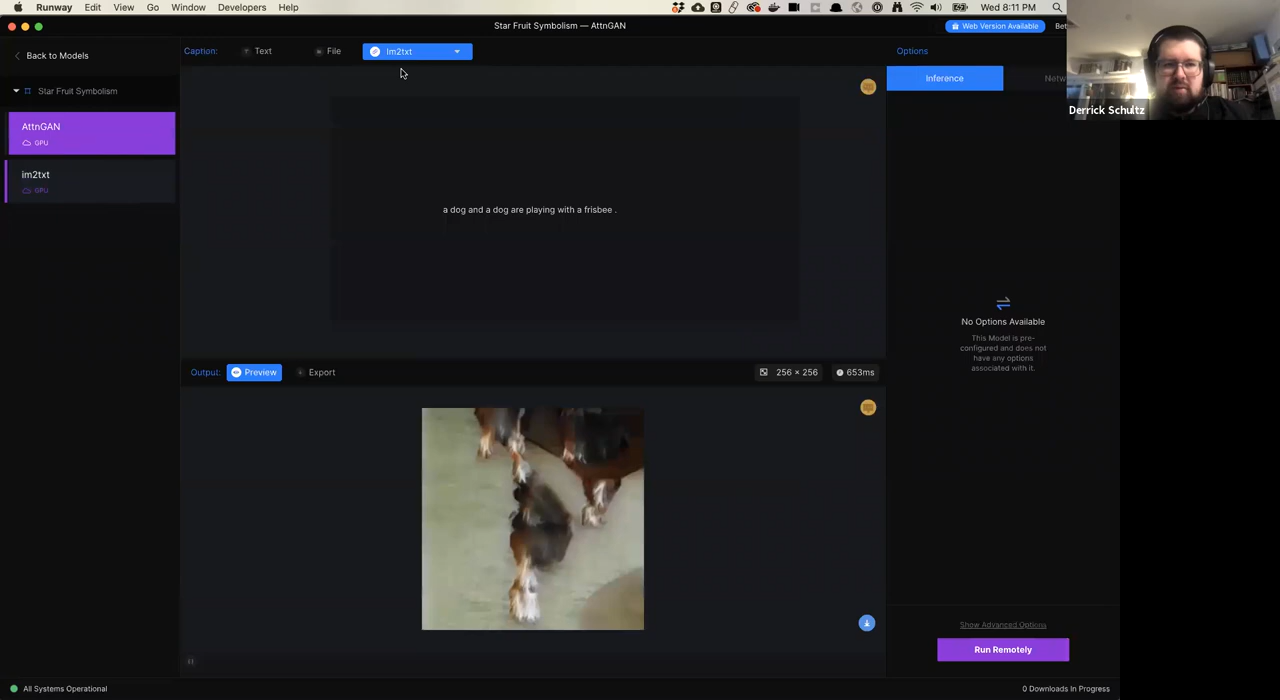 Runway File Edit View Go Window Developers Help Wed 8:11 PM
Star Fruit Symbolism — AttnGAN Web Version Available Bet
Back to Models
Caption: Text File im2txt
Options
Star Fruit Symbolism
Inference Netw
AttnGAN
GPU
im2txt
GPU
Derrick Schultz
a dog and a dog are playing with a frisbee .
No Options Available
This Model is pre-
configured and does not
have any options
associated with it.
Output: Preview Export 256 × 256 653ms
Show Advanced Options
Run Remotely
All Systems Operational 0 Downloads In Progress